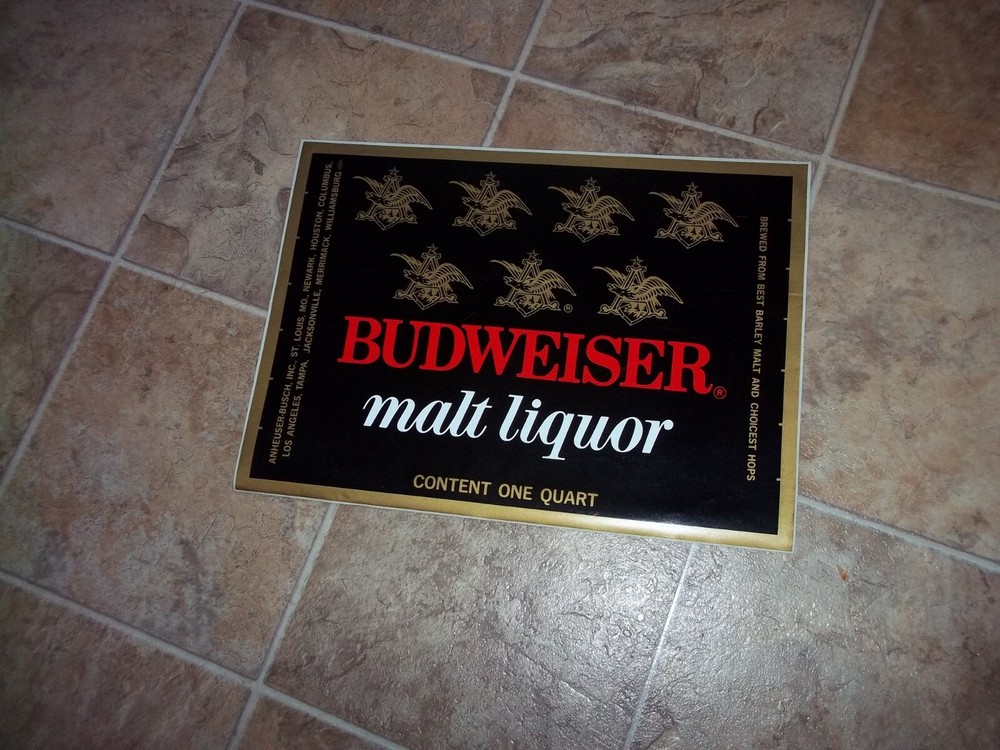 ANHEUSER-BUSCH, INC., ST. LOUIS, MO., NEWARK, HOUSTON, COLUMBUS,
LOS ANGELES, TAMPA, JACKSONVILLE, MERRIMACK, WILLIAMSBURG
BUDWEISER®
malt liquor
CONTENT ONE QUART
BREWED FROM BEST BARLEY MALT AND CHOICEST HOPS